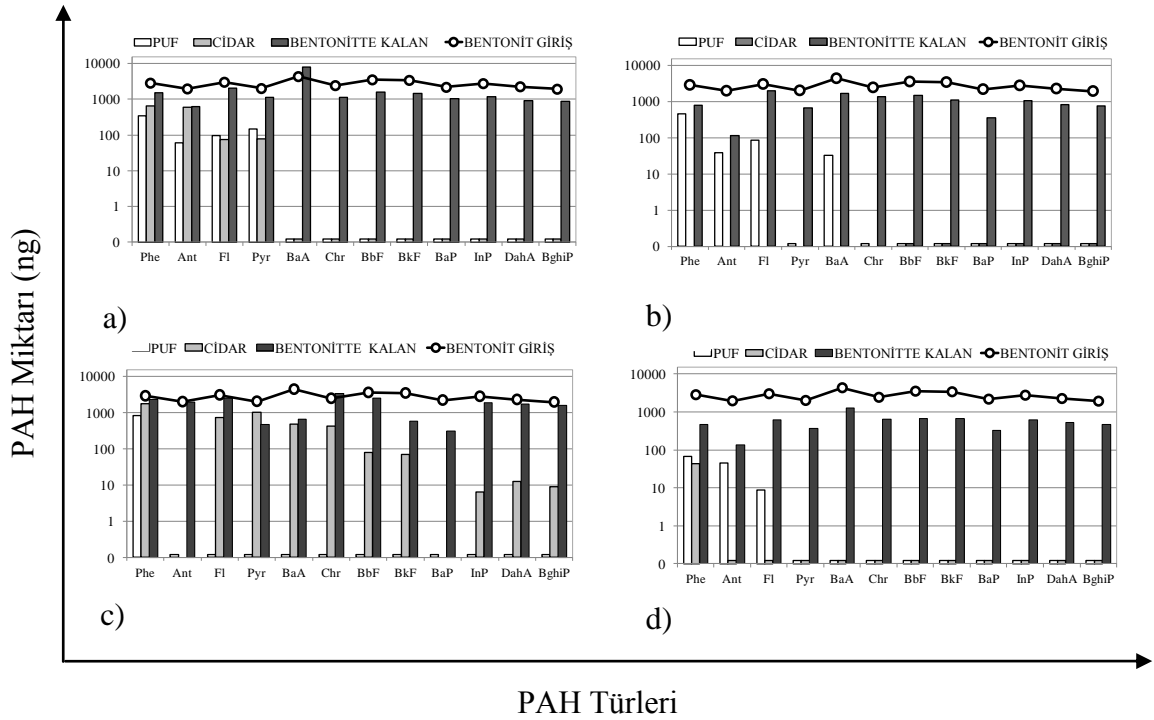 PAH Miktarı (ng)
PUF CİDAR BENTONİTTE KALAN BENTONİT GİRİŞ
10000
1000
100
10
1
0
Phe Ant Fl Pyr BaA Chr BbF BkF BaP InP DahA BghiP
a)
PUF CİDAR BENTONİTTE KALAN BENTONİT GİRİŞ
10000
1000
100
10
1
0
Phe Ant Fl Pyr BaA Chr BbF BkF BaP InP DahA BghiP
b)
PUF CİDAR BENTONİTTE KALAN BENTONİT GİRİŞ
10000
1000
100
10
1
0
Phe Ant Fl Pyr BaA Chr BbF BkF BaP InP DahA BghiP
c)
PUF CİDAR BENTONİTTE KALAN BENTONİT GİRİŞ
10000
1000
100
10
1
0
Phe Ant Fl Pyr BaA Chr BbF BkF BaP InP DahA BghiP
d)
PAH Türleri